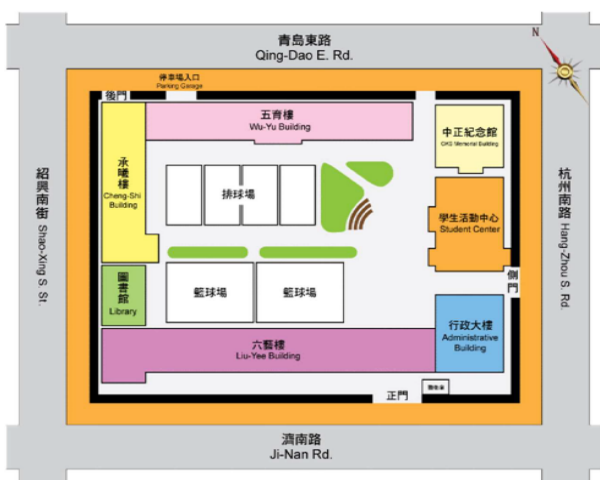 青島東路
Qing-Dao E. Rd.
N
停車場入口
Parking Garage
後門
五育樓
Wu-Yu Building
中正紀念館
CKS Memorial Building
承曦樓
Cheng-Shi
Building
排球場
學生活動中心
Student Center
紹興南街 Shao-Xing S. St.
杭州南路 Hang-Zhou S. Rd.
側門
圖書館
Library
籃球場
籃球場
行政大樓
Administrative
Building
六藝樓
Liu-Yee Building
正門
濟南路
Ji-Nan Rd.